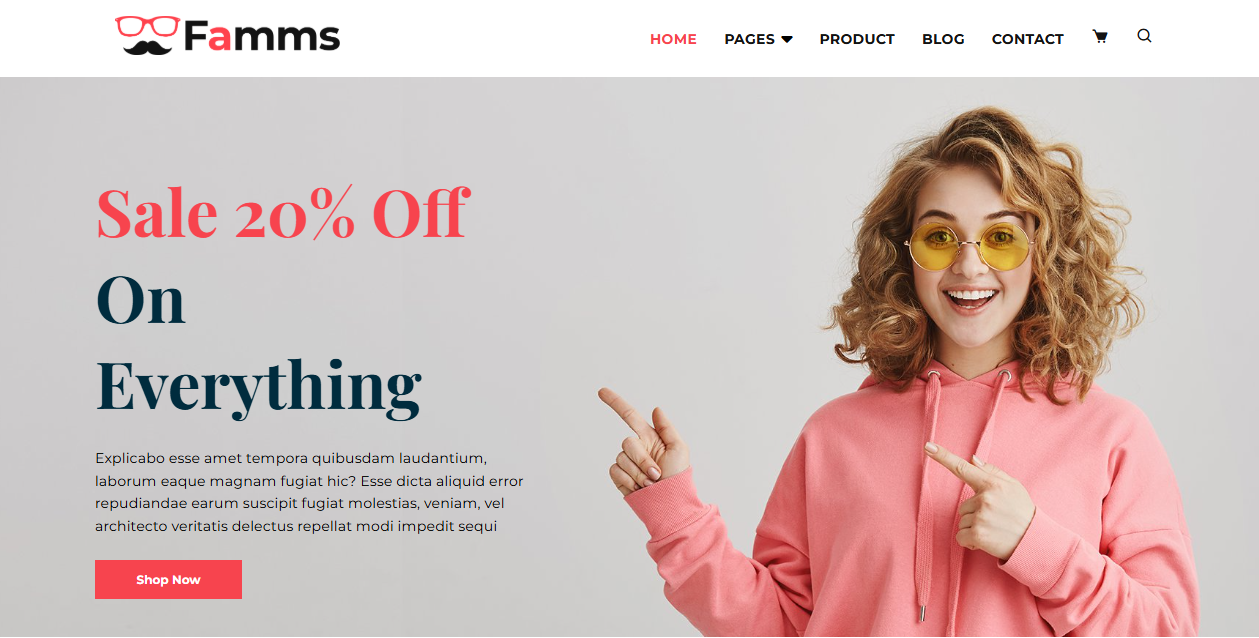 Famms
HOME PAGES PRODUCT BLOG CONTACT
Sale 20% Off
On
Everything
Explicabo esse amet tempora quibusdam laudantium,
laborum eaque magnam fugiat hic? Esse dicta aliquid error
repudiandae earum suscipit fugiat molestias, veniam, vel
architecto veritatis delectus repellat modi impedit sequi
Shop Now